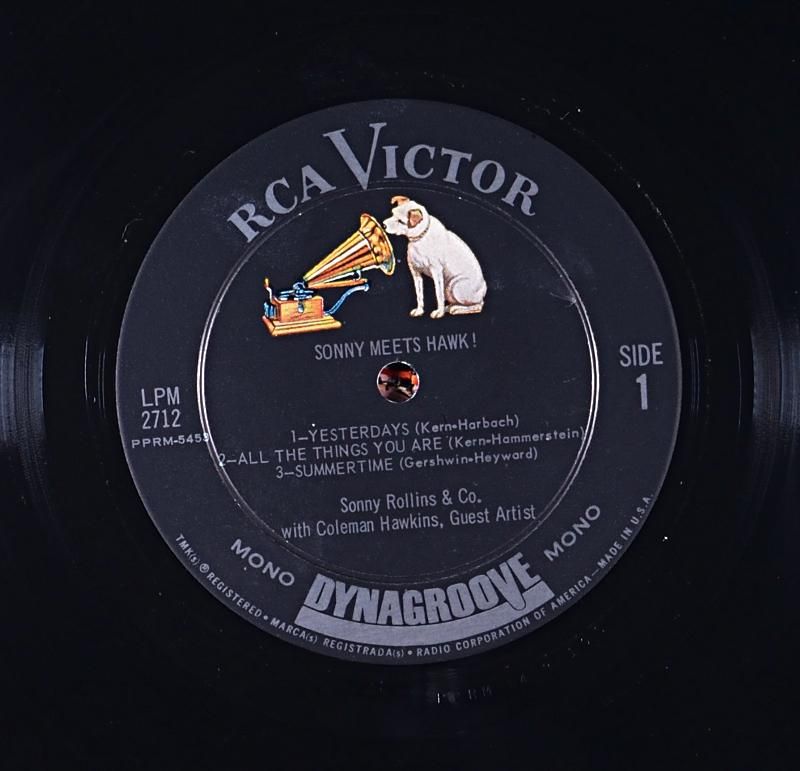 RCA VICTOR
SONNY MEETS HAWK!
SIDE
1
LPM
2712
PPRM-5453
1-YESTERDAYS (Kern-Harbach)
2-ALL THE THINGS YOU ARE (Kern-Hammerstein)
3-SUMMERTIME (Gershwin-Heyward)
Sonny Rollins & Co.
with Coleman Hawkins, Guest Artist
MONO DYNAGROOVE MONO
TMK(s) ® REGISTERED • MARCA(s) REGISTRADA(s) • RADIO CORPORATION OF AMERICA—MADE IN U.S.A.